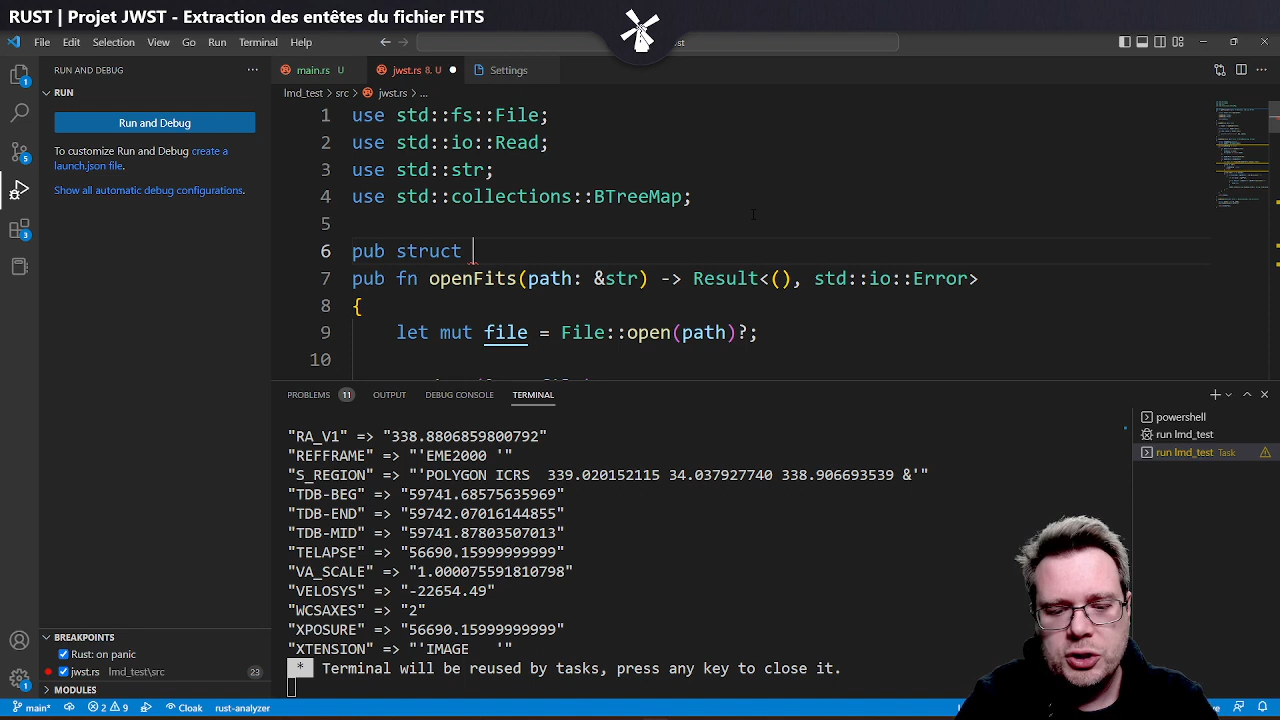 RUST | Projet JWST - Extraction des entêtes du fichier FITS
File Edit Selection View Go Run Terminal Help
RUN AND DEBUG
main.rs U
jwst.rs 8, U
Settings
RUN
lmd_test > src > jwst.rs > ...
Run and Debug
To customize Run and Debug create a
launch.json file.
Show all automatic debug configurations.
1 use std::fs::File;
2 use std::io::Read;
3 use std::str;
4 use std::collections::BTreeMap;
5
6 pub struct
7 pub fn openFits(path: &str) -> Result<(), std::io::Error>
8 {
9 let mut file = File::open(path)?;
10
PROBLEMS 11 OUTPUT DEBUG CONSOLE TERMINAL
"RA_V1" => "338.8806859800792"
"REFFRAME" => "'EME2000 '"
"S_REGION" => "'POLYGON ICRS  339.020152115 34.037927740 338.906693539 &'"
"TDB-BEG" => "59741.68575635969"
"TDB-END" => "59742.07016144855"
"TDB-MID" => "59741.87803507013"
"TELAPSE" => "56690.15999999999"
"VA_SCALE" => "1.000075591810798"
"VELOSYS" => "-22654.49"
"WCSAXES" => "2"
"XPOSURE" => "56690.15999999999"
"XTENSION" => "'IMAGE    '"
* Terminal will be reused by tasks, press any key to close it.
powershell
run lmd_test
run lmd_test Task
BREAKPOINTS
Rust: on panic
jwst.rs lmd_test\src 23
MODULES
main* 2 9 Cloak rust-analyzer